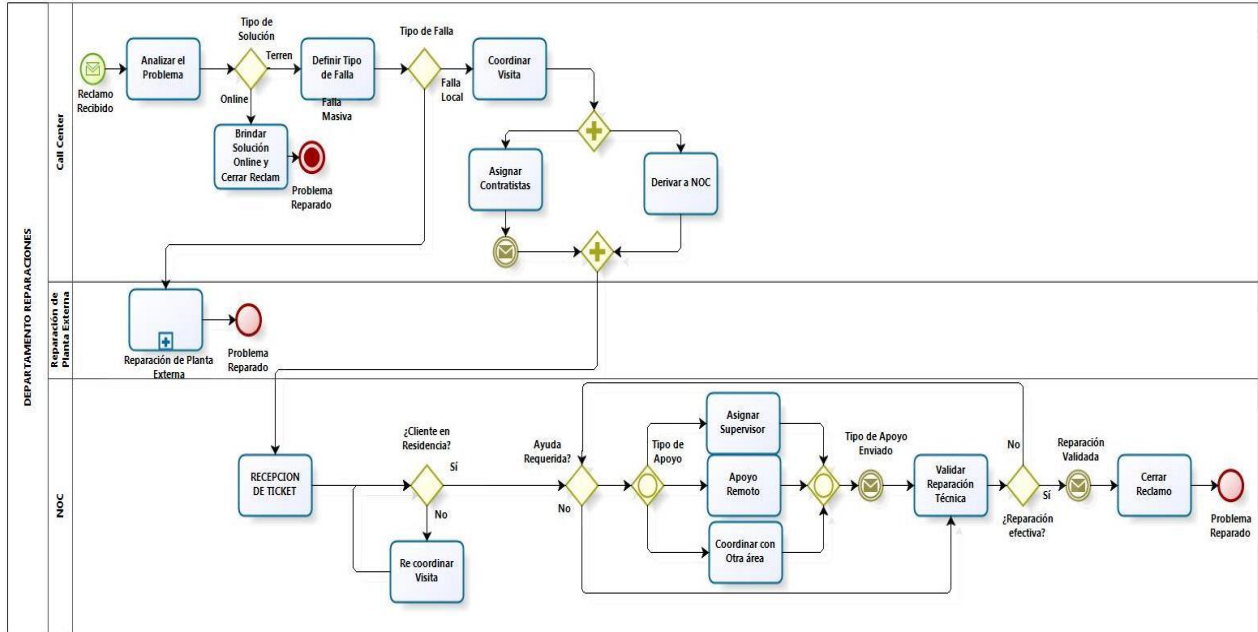 DEPARTAMENTO REPARACIONES
Call Center
Reclamo
Recibido
Analizar el
Problema
Tipo de
Solución
Terren
Online
Brindar
Solución
Online y
Cerrar Reclam
Problema
Reparado
Definir Tipo
de Falla
Falla
Masiva
Tipo de Falla
Falla
Local
Coordinar
Visita
Asignar
Contratistas
Derivar a NOC
Reparación de
Planta Externa
Reparación de Planta
Externa
Problema
Reparado
NOC
RECEPCION
DE TICKET
¿Cliente en
Residencia?
Sí
No
Re coordinar
Visita
Ayuda
Requerida?
No
Tipo de
Apoyo
Asignar
Supervisor
Apoyo
Remoto
Coordinar con
Otra área
Tipo de Apoyo
Enviado
Validar
Reparación
Técnica
No
Sí
¿Reparación
efectiva?
Reparación
Validada
Cerrar
Reclamo
Problema
Reparado